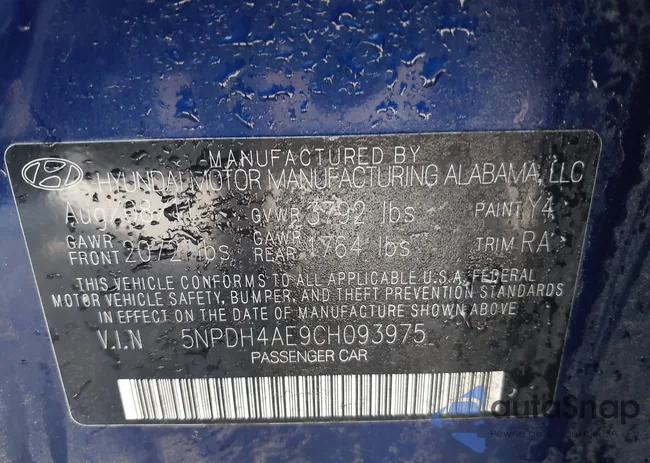 MANUFACTURED BY
HYUNDAI MOTOR MANUFACTURING ALABAMA, LLC
GVWR 3792 lbs PAINT Y4
GAWR FRONT 2072 lbs GAWR REAR 1764 lbs TRIM RA
THIS VEHICLE CONFORMS TO ALL APPLICABLE U.S.A. FEDERAL
MOTOR VEHICLE SAFETY, BUMPER, AND THEFT PREVENTION STANDARDS
IN EFFECT ON THE DATE OF MANUFACTURE SHOWN ABOVE
V.I.N 5NPDH4AE9CH093975
PASSENGER CAR
autoSnap